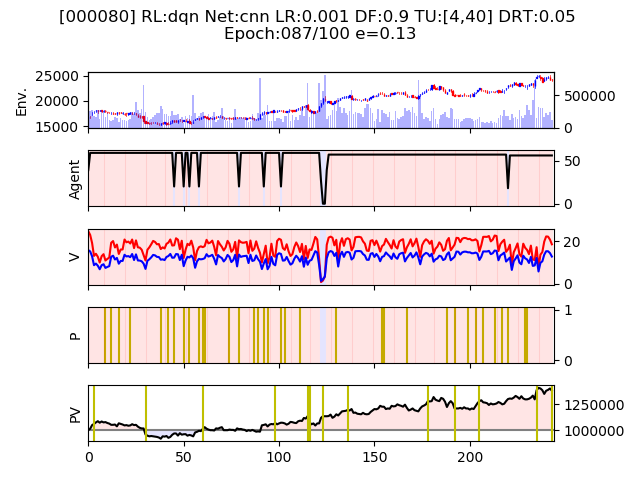 [000080] RL:dqn Net:cnn LR:0.001 DF:0.9 TU:[4,40] DRT:0.05
Epoch:087/100 e=0.13
Env.
25000
20000
15000
500000
0
Agent
50
0
V
20
0
P
1
0
PV
1250000
1000000
0
50
100
150
200